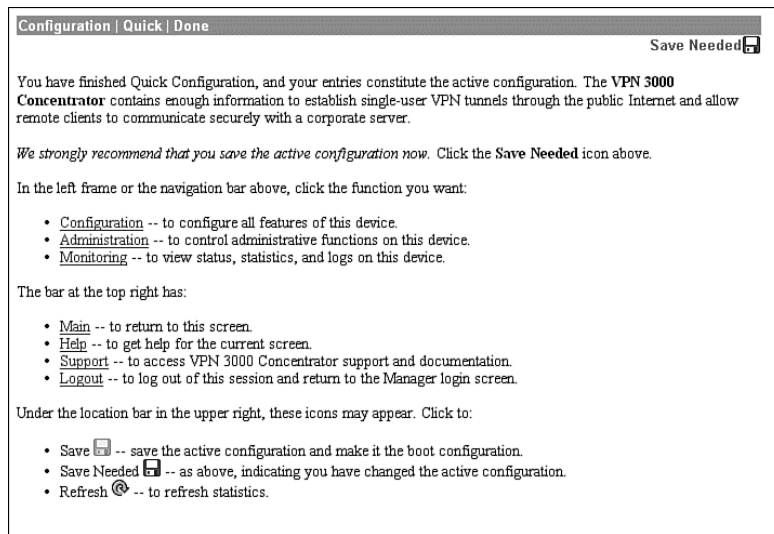 Configuration | Quick | Done
Save Needed
You have finished Quick Configuration, and your entries constitute the active configuration. The VPN 3000
Concentrator contains enough information to establish single-user VPN tunnels through the public Internet and allow
remote clients to communicate securely with a corporate server.
We strongly recommend that you save the active configuration now. Click the Save Needed icon above.
In the left frame or the navigation bar above, click the function you want:
• Configuration -- to configure all features of this device.
• Administration -- to control administrative functions on this device.
• Monitoring -- to view status, statistics, and logs on this device.
The bar at the top right has:
• Main -- to return to this screen.
• Help -- to get help for the current screen.
• Support -- to access VPN 3000 Concentrator support and documentation.
• Logout -- to log out of this session and return to the Manager login screen.
Under the location bar in the upper right, these icons may appear. Click to:
• Save -- save the active configuration and make it the boot configuration.
• Save Needed -- as above, indicating you have changed the active configuration.
• Refresh -- to refresh statistics.